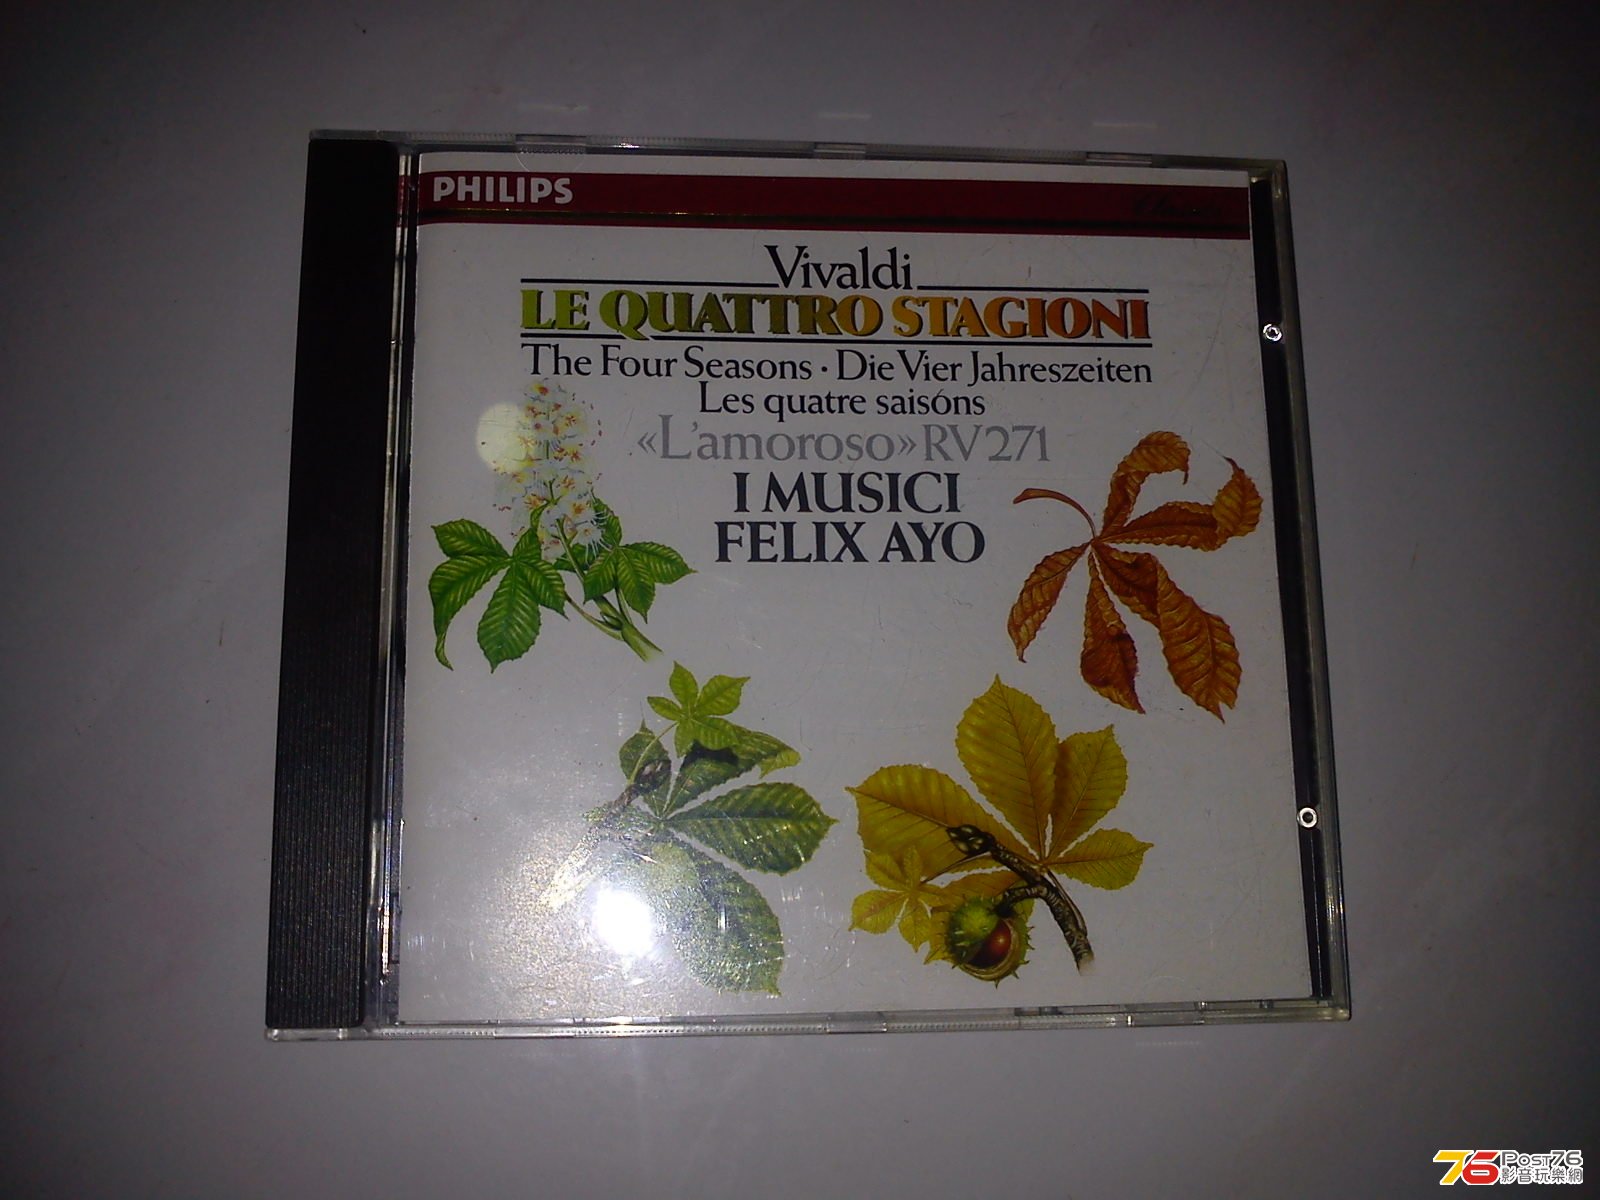 PHILIPS
Vivaldi
LE QUATTRO STAGIONI
The Four Seasons · Die Vier Jahreszeiten
Les quatre saisóns
«L'amoroso» RV 271
I MUSICI
FELIX AYO
76 POST76
影音玩樂網